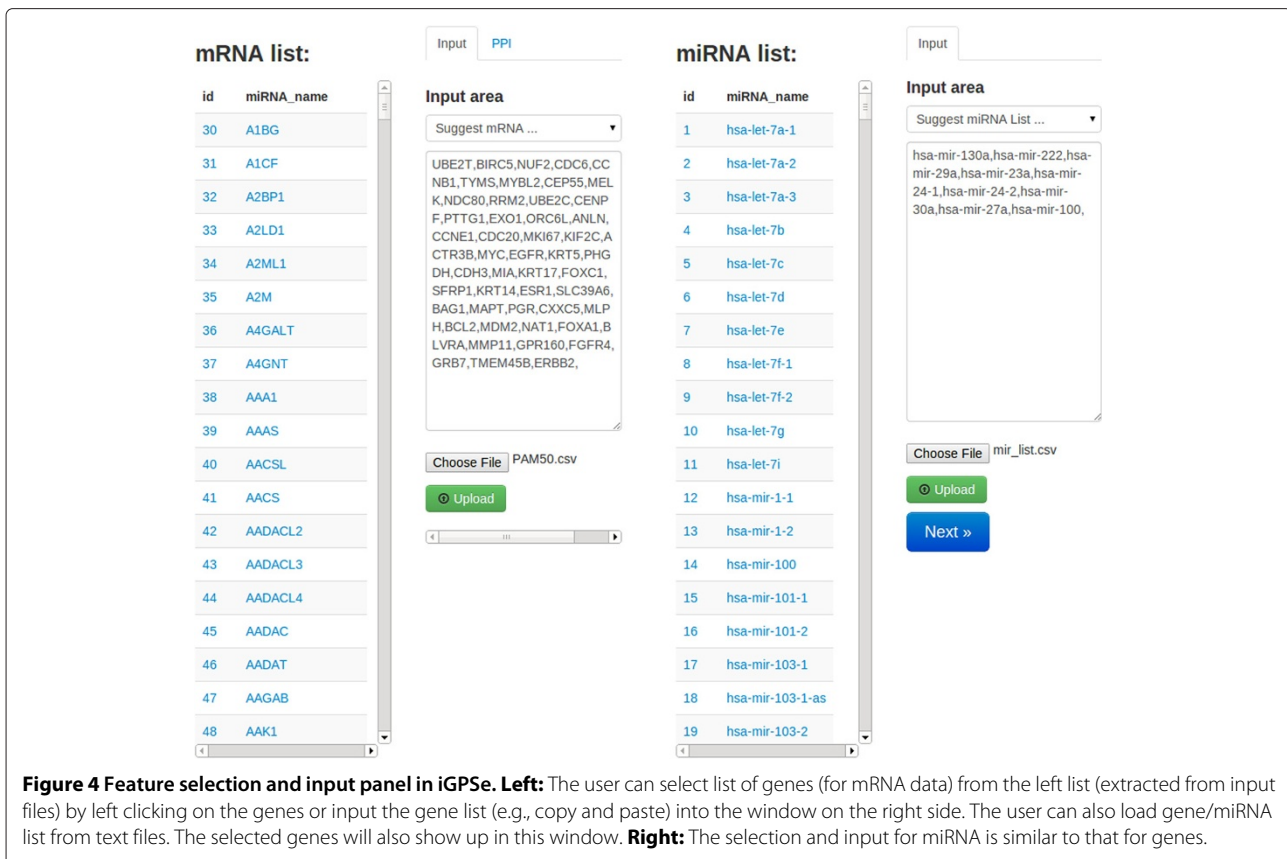 mRNA list:
id miRNA_name
30 A1BG
31 A1CF
32 A2BP1
33 A2LD1
34 A2ML1
35 A2M
36 A4GALT
37 A4GNT
38 AAA1
39 AAAS
40 AACSL
41 AACS
42 AADACL2
43 AADACL3
44 AADACL4
45 AADAC
46 AADAT
47 AAGAB
48 AAK1
Input PPI
Input area
Suggest mRNA ...
UBE2T,BIRC5,NUF2,CDC6,CC
NB1,TYMS,MYBL2,CEP55,MEL
K,NDC80,RRM2,UBE2C,CENP
F,PTTG1,EXO1,ORC6L,ANLN,
CCNE1,CDC20,MKI67,KIF2C,A
CTR3B,MYC,EGFR,KRT5,PHG
DH,CDH3,MIA,KRT17,FOXC1,
SFRP1,KRT14,ESR1,SLC39A6,
BAG1,MAPT,PGR,CXXC5,MLP
H,BCL2,MDM2,NAT1,FOXA1,B
LVRA,MMP11,GPR160,FGFR4,
GRB7,TMEM45B,ERBB2,
Choose File PAM50.csv
Upload
miRNA list:
id miRNA_name
1 hsa-let-7a-1
2 hsa-let-7a-2
3 hsa-let-7a-3
4 hsa-let-7b
5 hsa-let-7c
6 hsa-let-7d
7 hsa-let-7e
8 hsa-let-7f-1
9 hsa-let-7f-2
10 hsa-let-7g
11 hsa-let-7i
12 hsa-mir-1-1
13 hsa-mir-1-2
14 hsa-mir-100
15 hsa-mir-101-1
16 hsa-mir-101-2
17 hsa-mir-103-1
18 hsa-mir-103-1-as
19 hsa-mir-103-2
Input
Input area
Suggest miRNA List ...
hsa-mir-130a,hsa-mir-222,hsa-
mir-29a,hsa-mir-23a,hsa-mir-
24-1,hsa-mir-24-2,hsa-mir-
30a,hsa-mir-27a,hsa-mir-100,
Choose File mir_list.csv
Upload
Next »
Figure 4 Feature selection and input panel in iGPSe. Left: The user can select list of genes (for mRNA data) from the left list (extracted from input
files) by left clicking on the genes or input the gene list (e.g., copy and paste) into the window on the right side. The user can also load gene/miRNA
list from text files. The selected genes will also show up in this window. Right: The selection and input for miRNA is similar to that for genes.